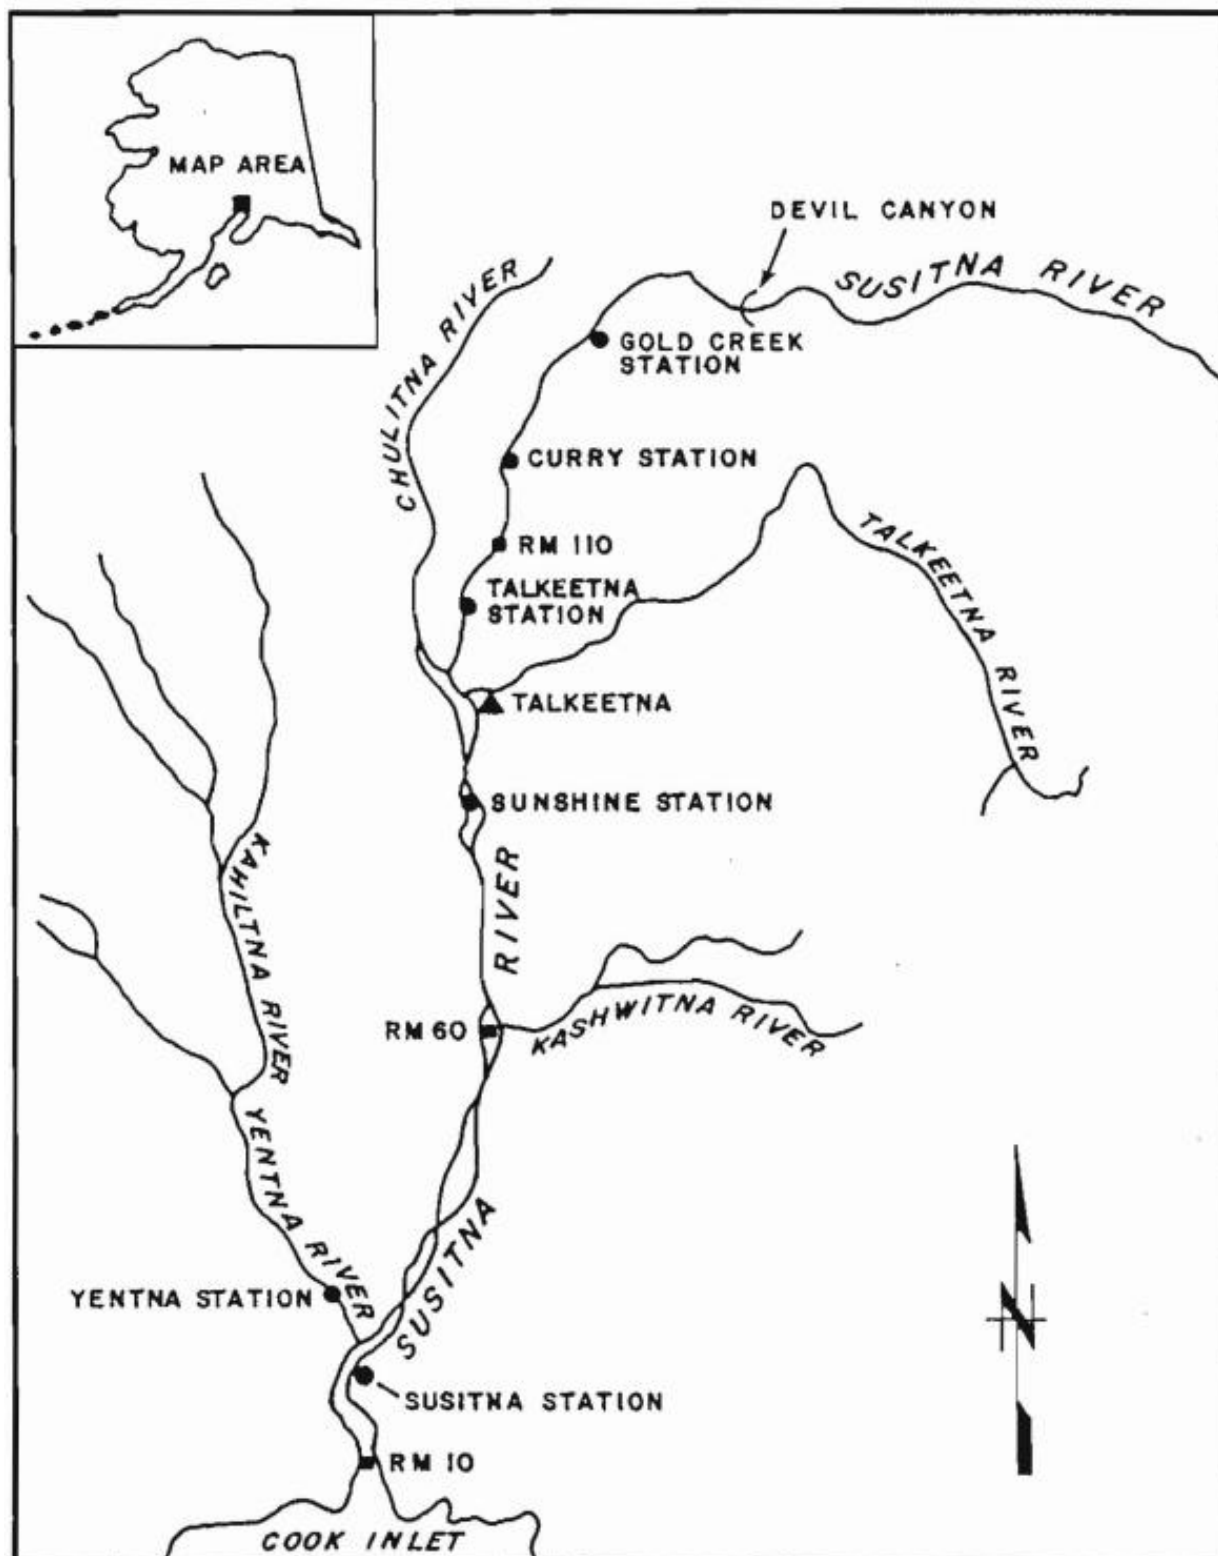 MAP AREA
DEVIL CANYON
SUSITNA RIVER
CHULITNA RIVER
GOLD CREEK
STATION
CURRY STATION
RM 110
TALKEETNA
STATION
TALKEETNA RIVER
TALKEETNA
SUNSHINE STATION
KAHILTNA RIVER
RIVER
RM 60
KASHWITNA RIVER
YENTNA RIVER
SUSITNA
YENTNA STATION
SUSITNA STATION
RM 10
COOK INLET
N